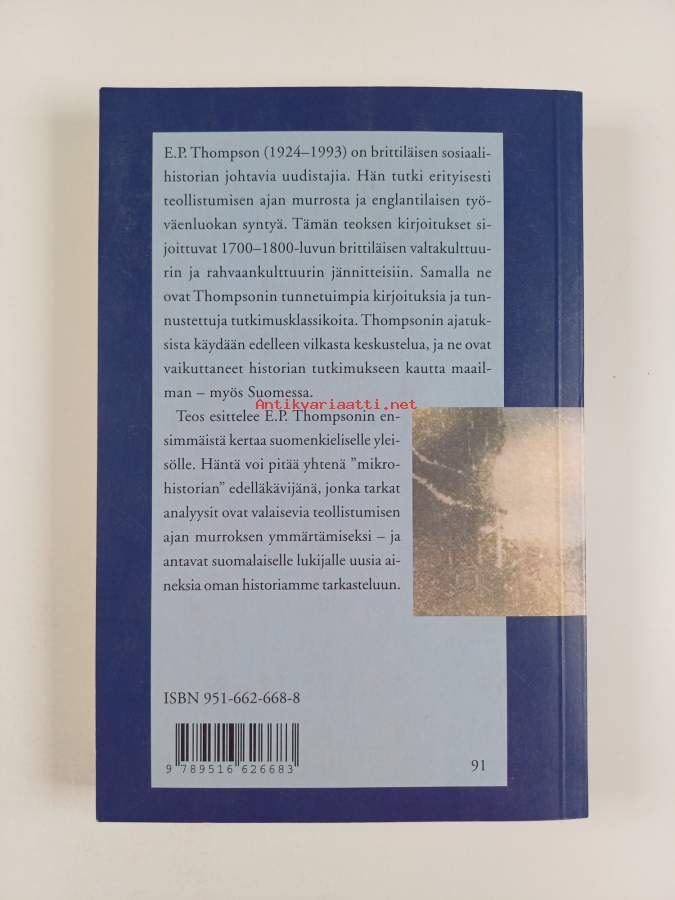 E.P. Thompson (1924–1993) on brittiläisen sosiaali-
historian johtavia uudistajia. Hän tutki erityisesti
teollistumisen ajan murrosta ja englantilaisen työ-
väenluokan syntyä. Tämän teoksen kirjoitukset si-
joittuvat 1700–1800-luvun brittiläisen valtakulttuu-
rin ja rahvaankulttuurin jännitteisiin. Samalla ne
ovat Thompsonin tunnetuimpia kirjoituksia ja tun-
nustettuja tutkimusklassikoita. Thompsonin ajatuk-
sista käydään edelleen vilkasta keskustelua, ja ne ovat
vaikuttaneet historian tutkimukseen kautta maail-
man – myös Suomessa.
Antikvariaatti.net
Teos esittelee E.P. Thompsonin en-
simmäistä kertaa suomenkieliselle ylei-
sölle. Häntä voi pitää yhtenä ”mikro-
historian” edelläkävijänä, jonka tarkat
analyysit ovat valaisevia teollistumisen
ajan murroksen ymmärtämiseksi – ja
antavat suomalaiselle lukijalle uusia ai-
neksia oman historiamme tarkasteluun.
ISBN 951-662-668-8
9 789516 626683
91